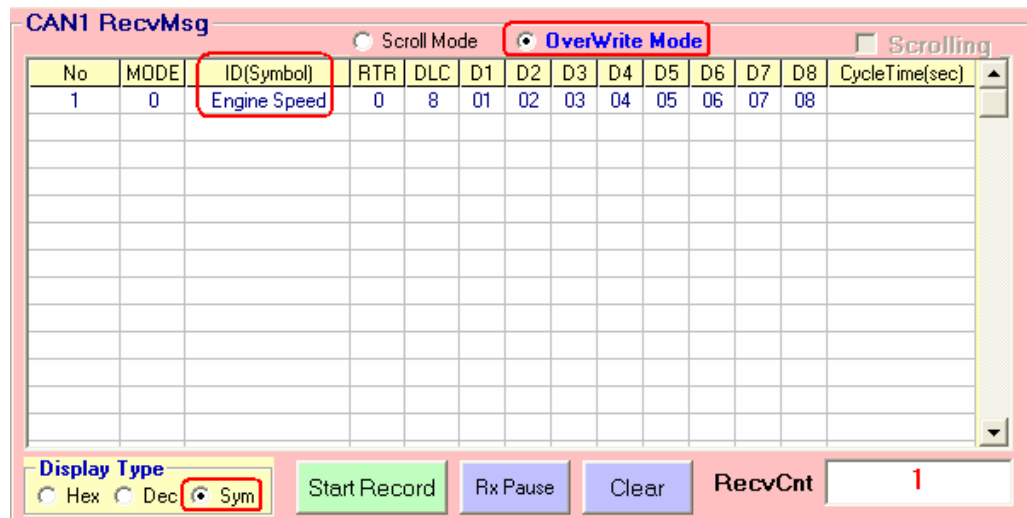 CAN1 RecvMsg
Scroll Mode OverWrite Mode Scrolling
No MODE ID(Symbol) RTR DLC D1 D2 D3 D4 D5 D6 D7 D8 CycleTime(sec)
1 0 Engine Speed 0 8 01 02 03 04 05 06 07 08
Display Type
Hex Dec Sym Start Record Rx Pause Clear RecvCnt 1